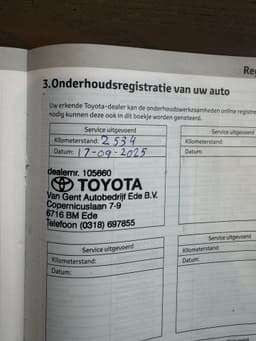 Re
3.Onderhoudsregistratie van uw auto
Uw erkende Toyota-dealer kan de onderhoudswerkzaamheden online registre
nodig kunnen deze ook in dit boekje worden genoteerd.
Service uitgevoerd
Kilometerstand: 2534
Datum: 17-09-2025
dealernr. 105660
TOYOTA
Van Gent Autobedrijf Ede B.V.
Copernicuslaan 7-9
6716 BM Ede
Telefoon (0318) 697855
Service uitgevoerd
Kilometerstand:
Datum:
Service uitgevoerd
Kilometerstand:
Datum:
Service uitgevoerd
Kilometerstand:
Datum: